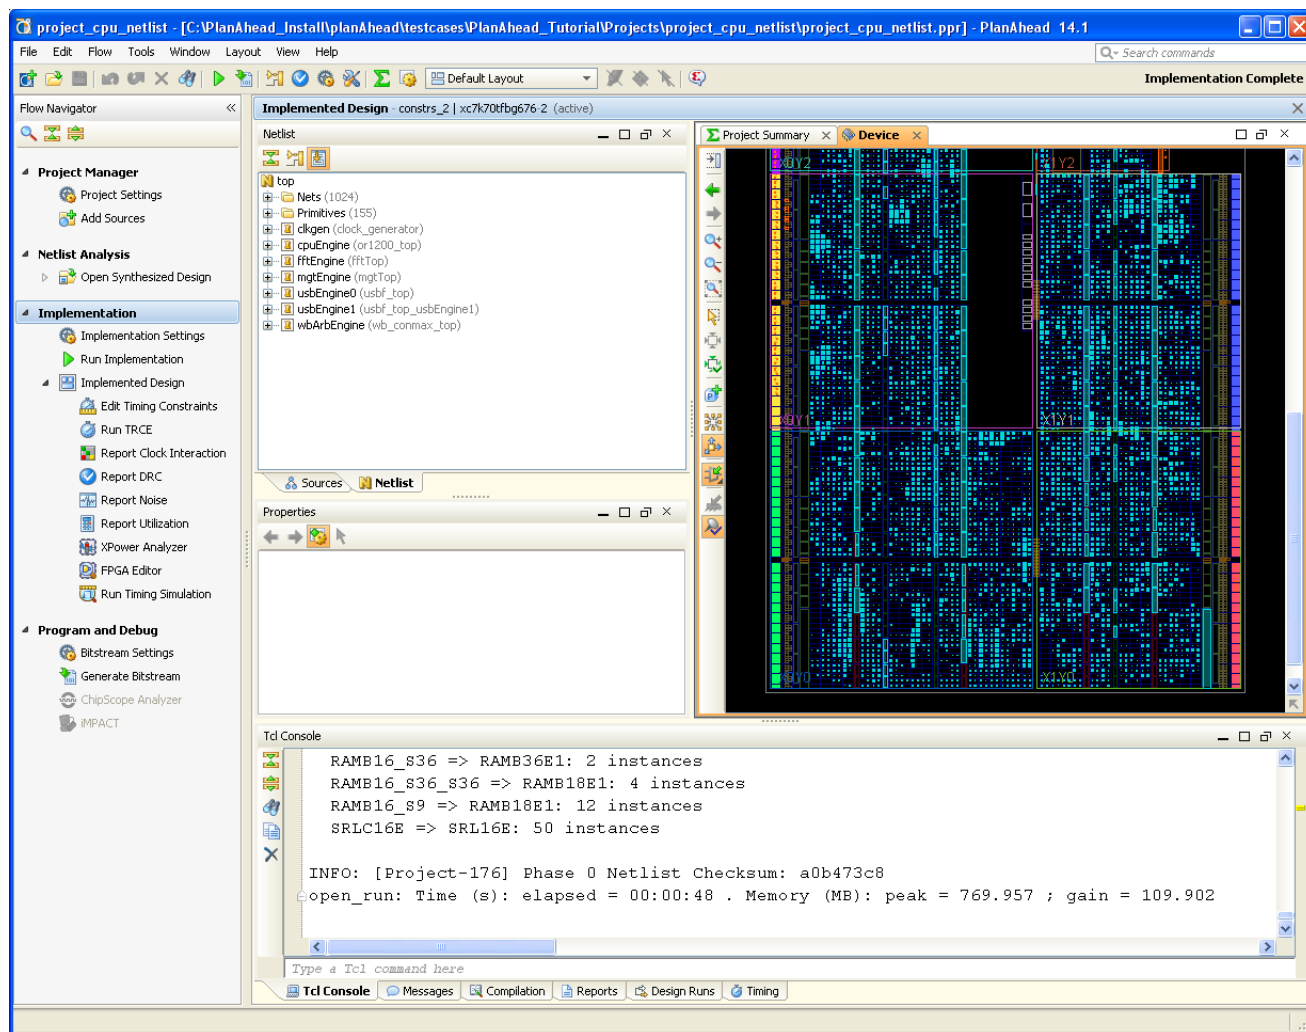 project_cpu_netlist - [C:\PlanAhead_Install\planAhead\testcases\PlanAhead_Tutorial\Projects\project_cpu_netlist\project_cpu_netlist.ppr] - PlanAhead 14.1
File Edit Flow Tools Window Layout View Help
Search commands
Default Layout
Implementation Complete
Flow Navigator
Project Manager
Project Settings
Add Sources
Netlist Analysis
Open Synthesized Design
Implementation
Implementation Settings
Run Implementation
Implemented Design
Edit Timing Constraints
Run TRCE
Report Clock Interaction
Report DRC
Report Noise
Report Utilization
XPower Analyzer
FPGA Editor
Run Timing Simulation
Program and Debug
Bitstream Settings
Generate Bitstream
ChipScope Analyzer
iMPACT
Implemented Design - constrs_2 | xc7k70tfbg676-2 (active)
Netlist
top
Nets (1024)
Primitives (155)
clkgen (clock_generator)
cpuEngine (or1200_top)
fftEngine (fftTop)
mgtEngine (mgtTop)
usbEngine0 (usbf_top)
usbEngine1 (usbf_top_usbEngine1)
wbArbEngine (wb_conmax_top)
Sources Netlist
Properties
Project Summary Device
X0Y2 X1Y2
X0Y1 X1Y1
X0Y0 X1Y0
Tcl Console
RAMB16_S36 => RAMB36E1: 2 instances
RAMB16_S36_S36 => RAMB18E1: 4 instances
RAMB16_S9 => RAMB18E1: 12 instances
SRLC16E => SRL16E: 50 instances
INFO: [Project-176] Phase 0 Netlist Checksum: a0b473c8
open_run: Time (s): elapsed = 00:00:48 . Memory (MB): peak = 769.957 ; gain = 109.902
Type a Tcl command here
Tcl Console Messages Compilation Reports Design Runs Timing